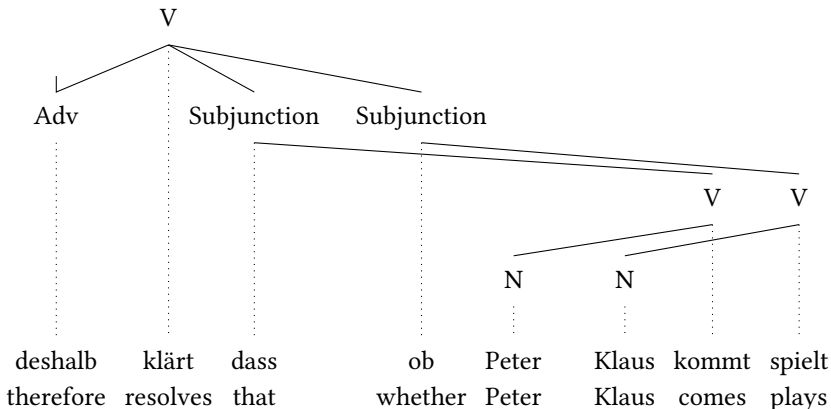 V
Adv Subjunction Subjunction
V V
N N
deshalb klärt dass ob Peter Klaus kommt spielt
therefore resolves that whether Peter Klaus comes plays